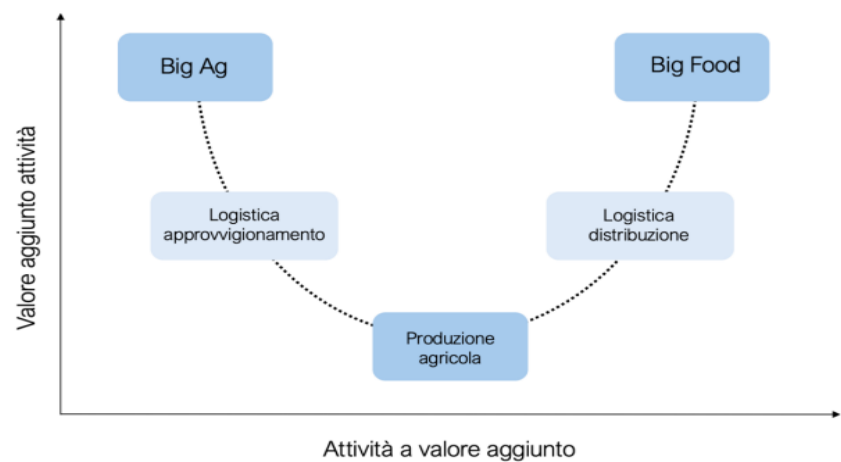 Valore aggiunto attività
Big Ag
Big Food
Logistica
approvvigionamento
Logistica
distribuzione
Produzione
agricola
Attività a valore aggiunto